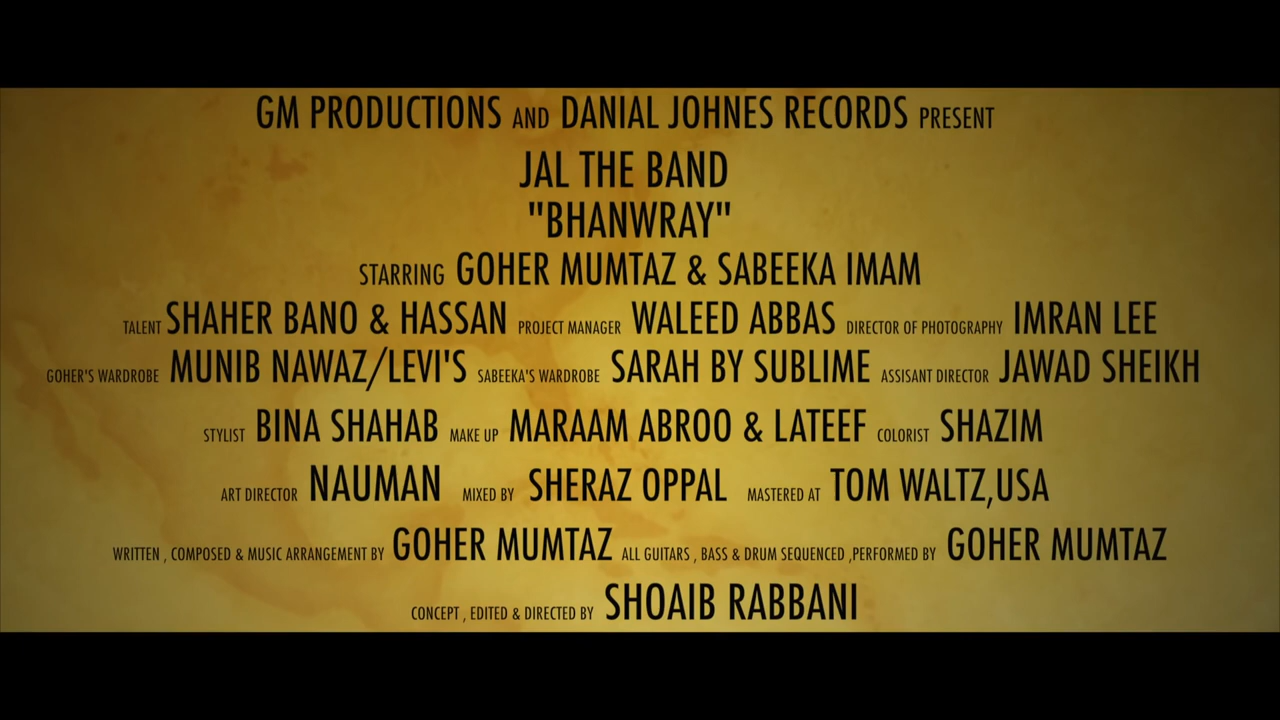 GM PRODUCTIONS AND DANIAL JOHNES RECORDS PRESENT
JAL THE BAND
"BHANWRAY"
STARRING GOHER MUMTAZ & SABEEKA IMAM
TALENT SHAHER BANO & HASSAN PROJECT MANAGER WALEED ABBAS DIRECTOR OF PHOTOGRAPHY IMRAN LEE
GOHER'S WARDROBE MUNIB NAWAZ/LEVI'S SABEEKA'S WARDROBE SARAH BY SUBLIME ASSISANT DIRECTOR JAWAD SHEIKH
STYLIST BINA SHAHAB MAKE UP MARAAM ABROO & LATEEF COLORIST SHAZIM
ART DIRECTOR NAUMAN MIXED BY SHERAZ OPPAL MASTERED AT TOM WALTZ,USA
WRITTEN , COMPOSED & MUSIC ARRANGEMENT BY GOHER MUMTAZ ALL GUITARS , BASS & DRUM SEQUENCED ,PERFORMED BY GOHER MUMTAZ
CONCEPT , EDITED & DIRECTED BY SHOAIB RABBANI